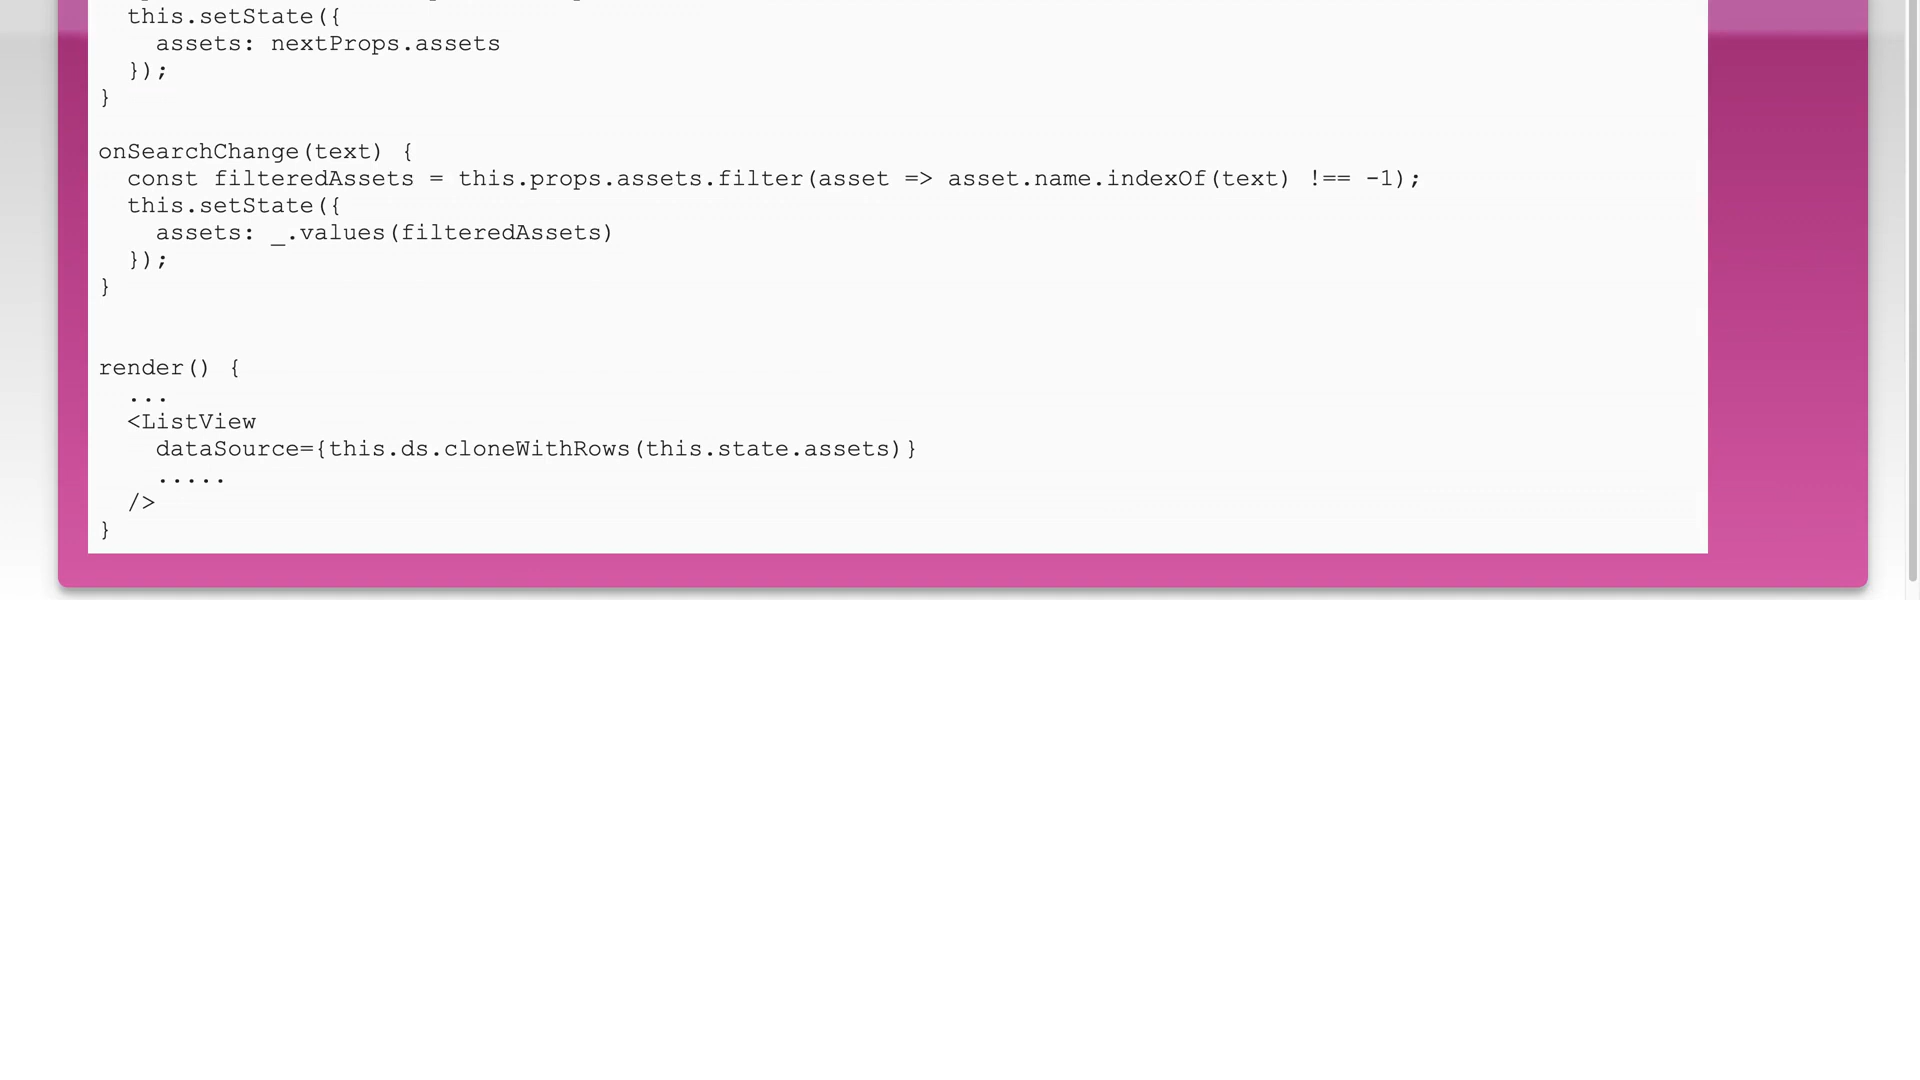 this.setState({
assets: nextProps.assets
});
}
onSearchChange(text) {
const filteredAssets = this.props.assets.filter(asset => asset.name.indexOf(text) !== -1);
this.setState({
assets: _.values(filteredAssets)
});
}
render() {
...
<ListView
dataSource={this.ds.cloneWithRows(this.state.assets)}
.....
/>
}